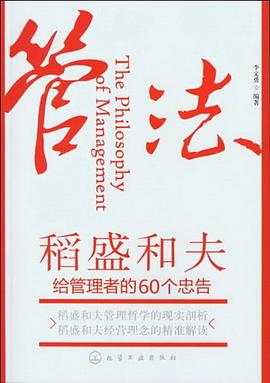 管法
The Philosophy
of Management
李文勇 编著
稻盛和夫
给管理者的60个忠告
稻盛和夫管理哲学的现实剖析
稻盛和夫经营理念的精准解读
化学工业出版社